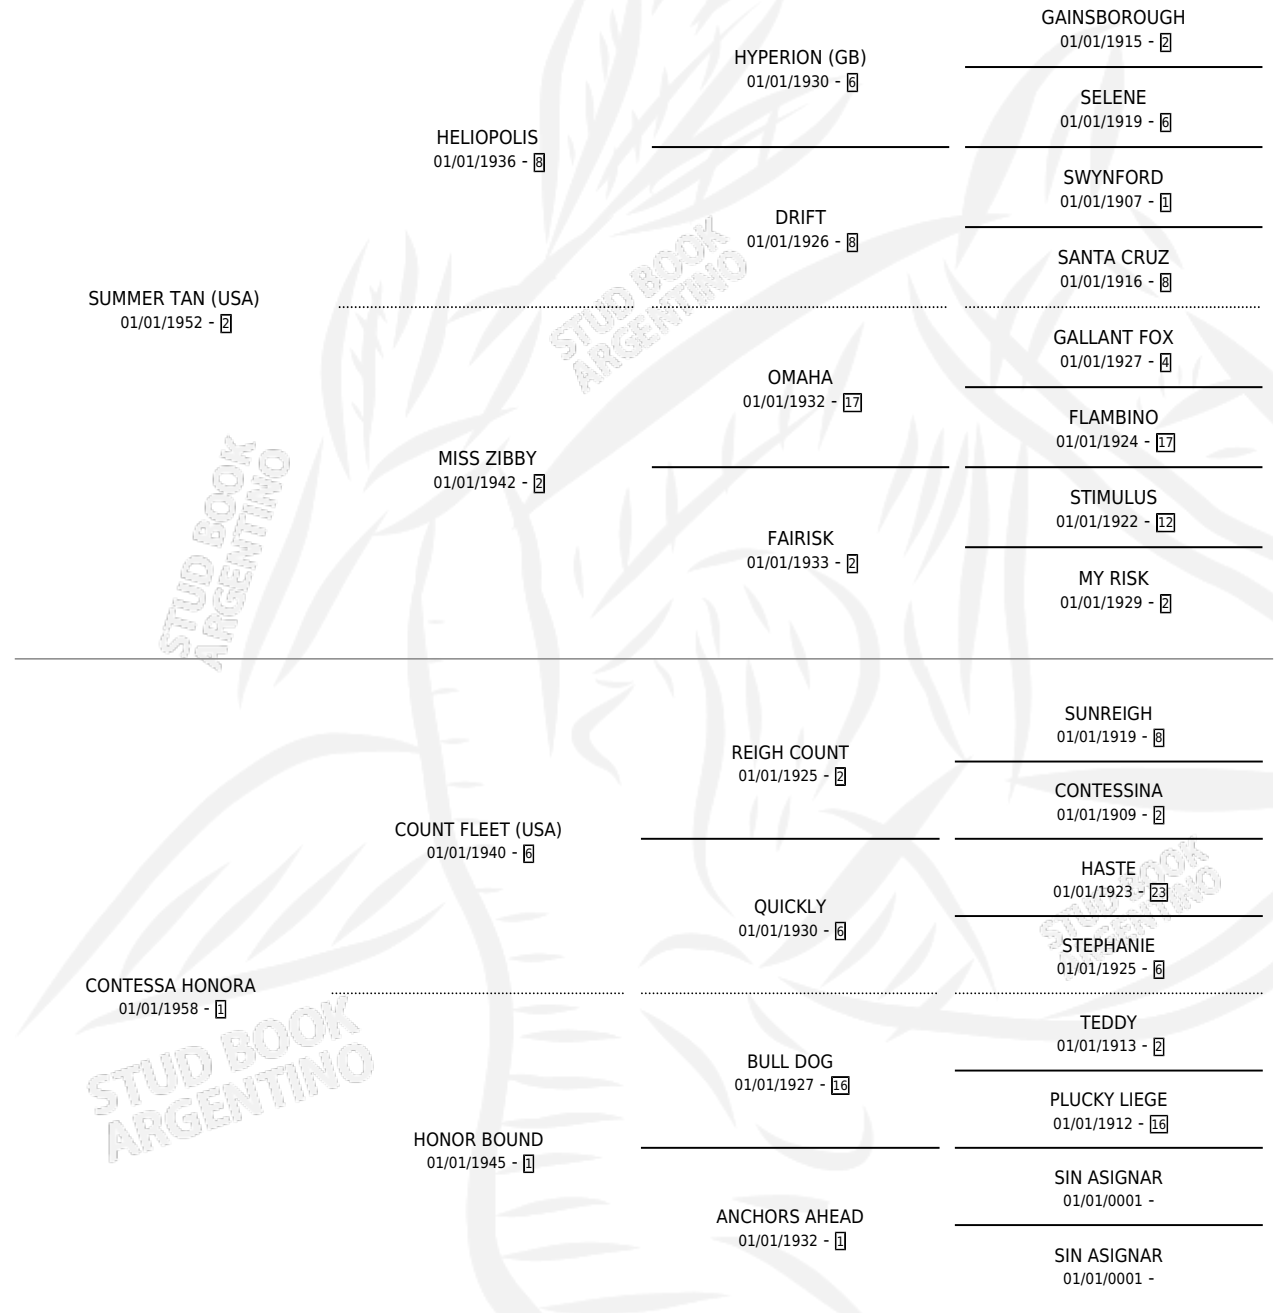 GAINSBOROUGH
01/01/1915 - 2
HYPERION (GB)
01/01/1930 - 6
SELENE
01/01/1919 - 6
HELIOPOLIS
01/01/1936 - 8
SWYNFORD
01/01/1907 - 1
DRIFT
01/01/1926 - 8
SANTA CRUZ
01/01/1916 - 8
SUMMER TAN (USA)
01/01/1952 - 2
GALLANT FOX
01/01/1927 - 4
OMAHA
01/01/1932 - 17
FLAMBINO
01/01/1924 - 17
MISS ZIBBY
01/01/1942 - 2
STIMULUS
01/01/1922 - 12
FAIRISK
01/01/1933 - 2
MY RISK
01/01/1929 - 2
SUNREIGH
01/01/1919 - 8
REIGH COUNT
01/01/1925 - 2
CONTESSINA
01/01/1909 - 2
COUNT FLEET (USA)
01/01/1940 - 6
HASTE
01/01/1923 - 23
QUICKLY
01/01/1930 - 6
STEPHANIE
01/01/1925 - 6
CONTESSA HONORA
01/01/1958 - 1
TEDDY
01/01/1913 - 2
BULL DOG
01/01/1927 - 16
PLUCKY LIEGE
01/01/1912 - 16
HONOR BOUND
01/01/1945 - 1
SIN ASIGNAR
01/01/0001 -
ANCHORS AHEAD
01/01/1932 - 1
SIN ASIGNAR
01/01/0001 -
STUD BOOK
ARGENTINO
STUD BOOK
ARGENTINO
STUD BOOK
ARGENTINO
STUD BOOK
ARGENTINO